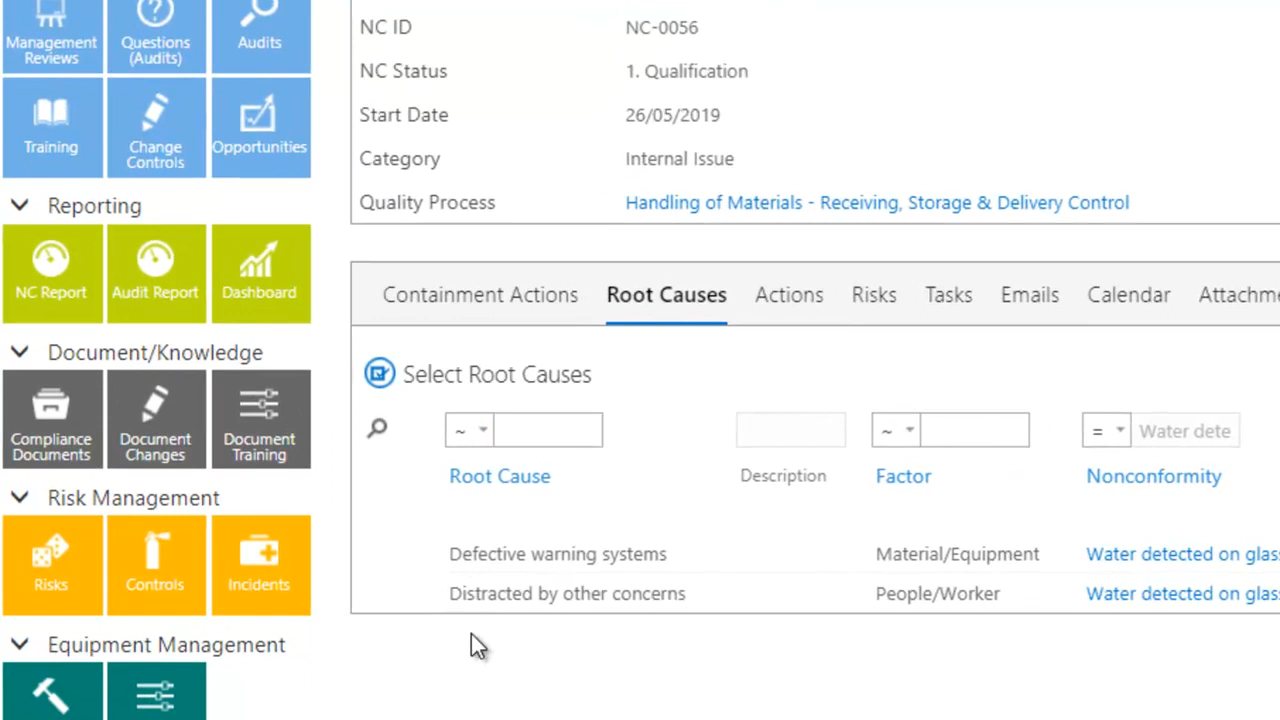 Management Reviews
Questions (Audits)
Audits
Training
Change Controls
Opportunities
Reporting
NC Report
Audit Report
Dashboard
Document/Knowledge
Compliance Documents
Document Changes
Document Training
Risk Management
Risks
Controls
Incidents
Equipment Management
NC ID NC-0056
NC Status 1. Qualification
Start Date 26/05/2019
Category Internal Issue
Quality Process Handling of Materials - Receiving, Storage & Delivery Control
Containment Actions Root Causes Actions Risks Tasks Emails Calendar Attachme
Select Root Causes
~ ~ = Water dete
Root Cause Description Factor Nonconformity
Defective warning systems Material/Equipment Water detected on glas
Distracted by other concerns People/Worker Water detected on glas